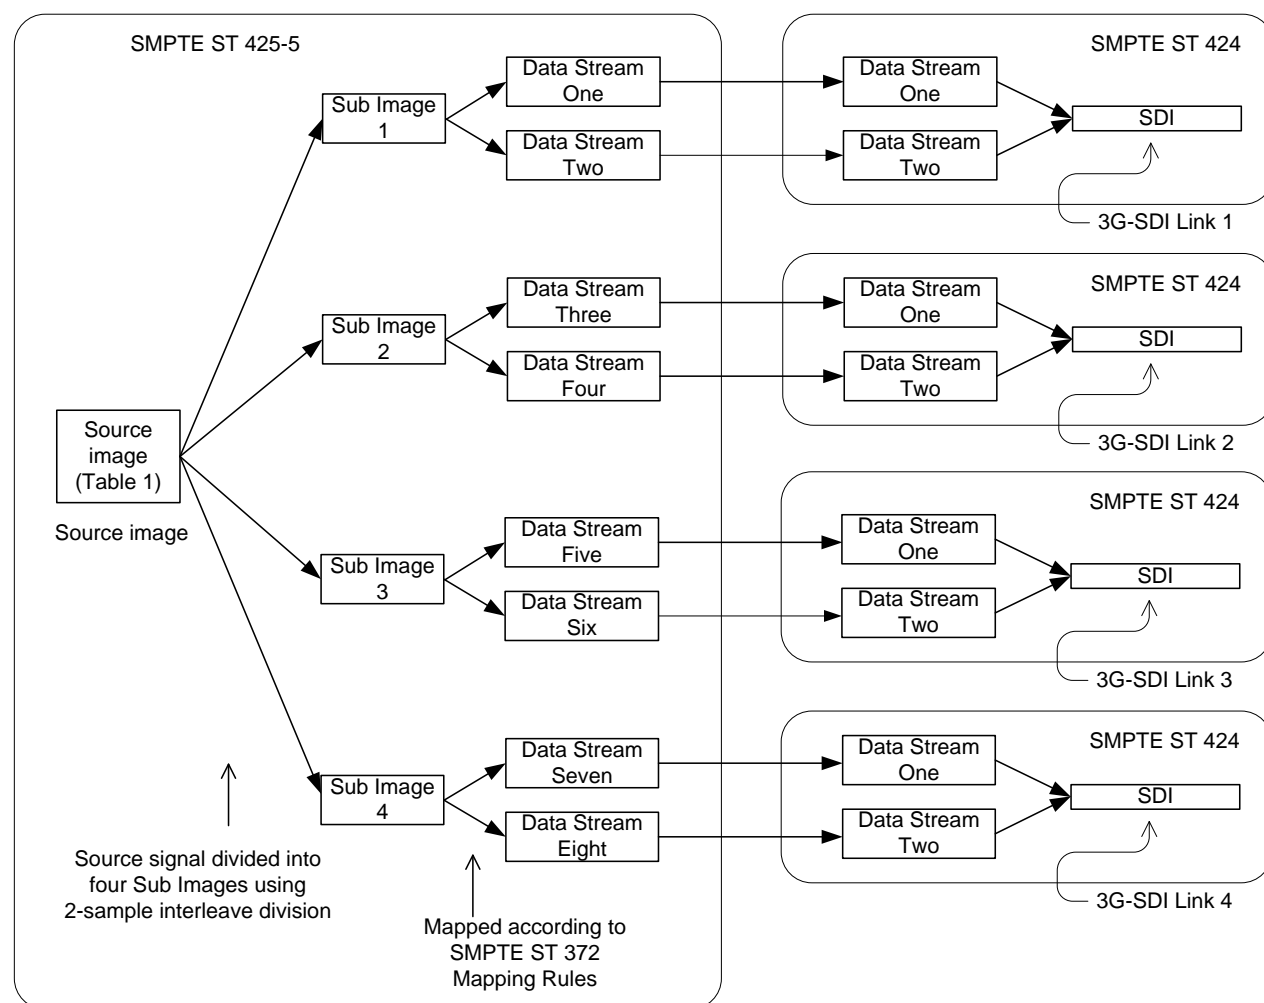 SMPTE ST 425-5
SMPTE ST 424
Data Stream
One
Data Stream
One
Sub Image
1
SDI
Data Stream
Two
Data Stream
Two
3G-SDI Link 1
SMPTE ST 424
Data Stream
Three
Data Stream
One
Sub Image
2
SDI
Data Stream
Four
Data Stream
Two
3G-SDI Link 2
Source
image
(Table 1)
Source image
SMPTE ST 424
Data Stream
Five
Data Stream
One
Sub Image
3
SDI
Data Stream
Six
Data Stream
Two
3G-SDI Link 3
SMPTE ST 424
Data Stream
Seven
Data Stream
One
Sub Image
4
SDI
Data Stream
Eight
Data Stream
Two
3G-SDI Link 4
Source signal divided into
four Sub Images using
2-sample interleave division
Mapped according to
SMPTE ST 372
Mapping Rules